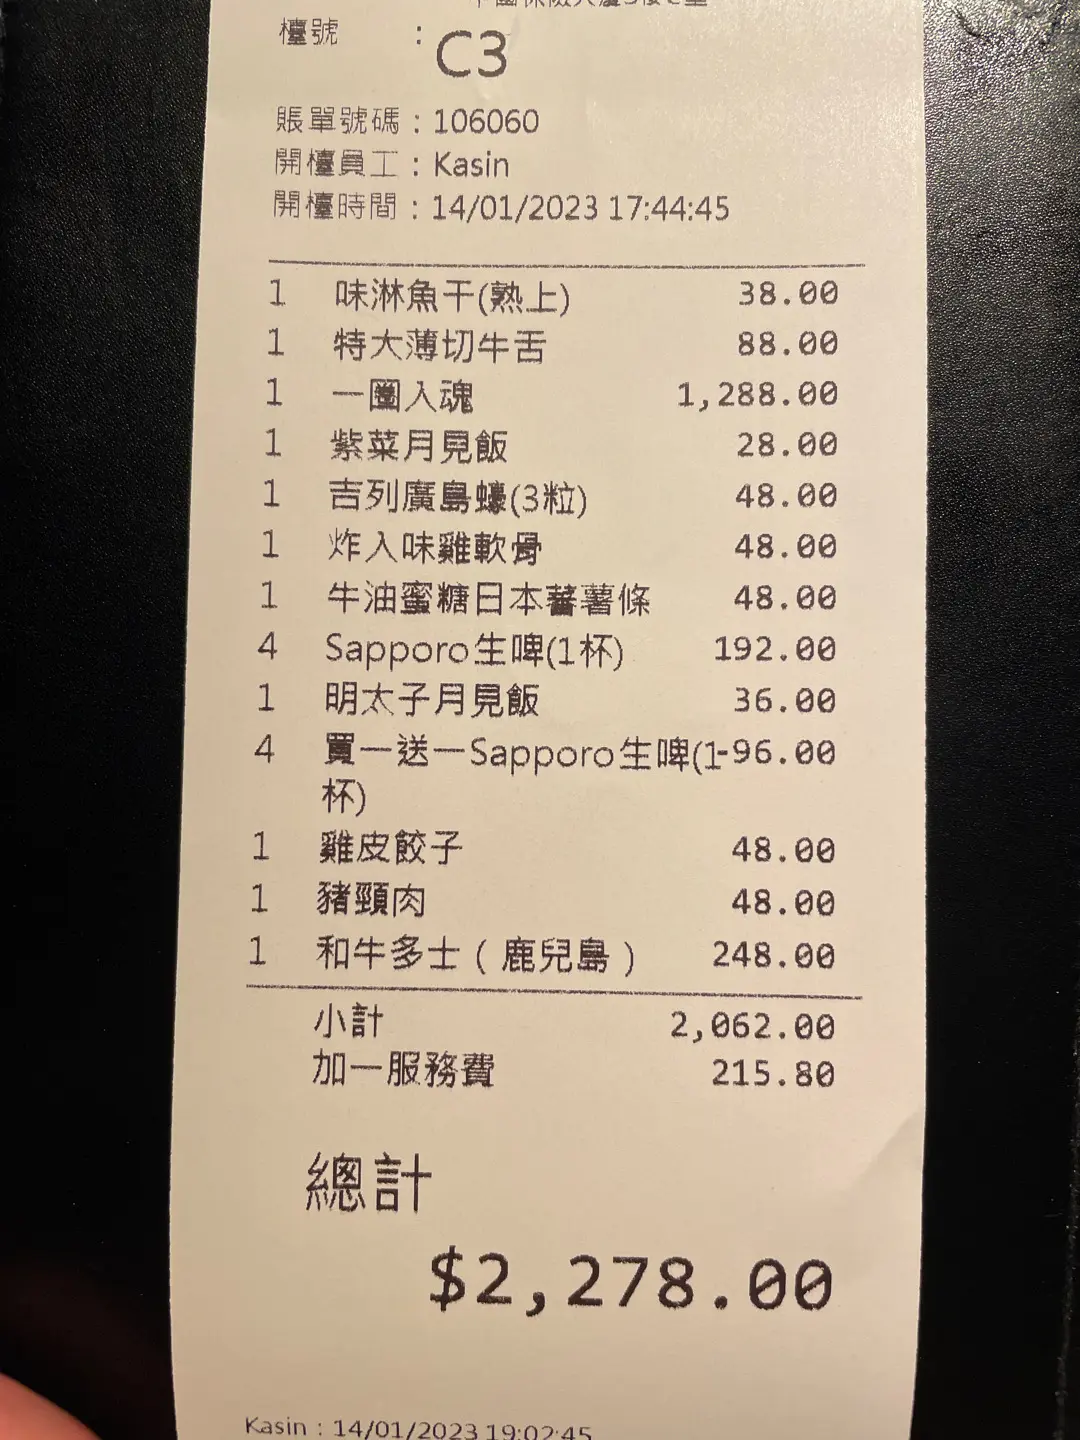 檯號 : C3
賬單號碼 : 106060
開檯員工 : Kasin
開檯時間 : 14/01/2023 17:44:45
1 味淋魚干(熟上) 38.00
1 特大薄切牛舌 88.00
1 一圍入魂 1,288.00
1 紫菜月見飯 28.00
1 吉列廣島蠔(3粒) 48.00
1 炸入味雞軟骨 48.00
1 牛油蜜糖日本蕃薯條 48.00
4 Sapporo生啤(1杯) 192.00
1 明太子月見飯 36.00
4 買一送一Sapporo生啤(1 -96.00
杯)
1 雞皮餃子 48.00
1 豬頸肉 48.00
1 和牛多士（鹿兒島） 248.00
小計 2,062.00
加一服務費 215.80
總計
$2,278.00
Kasin : 14/01/2023 19:02:45